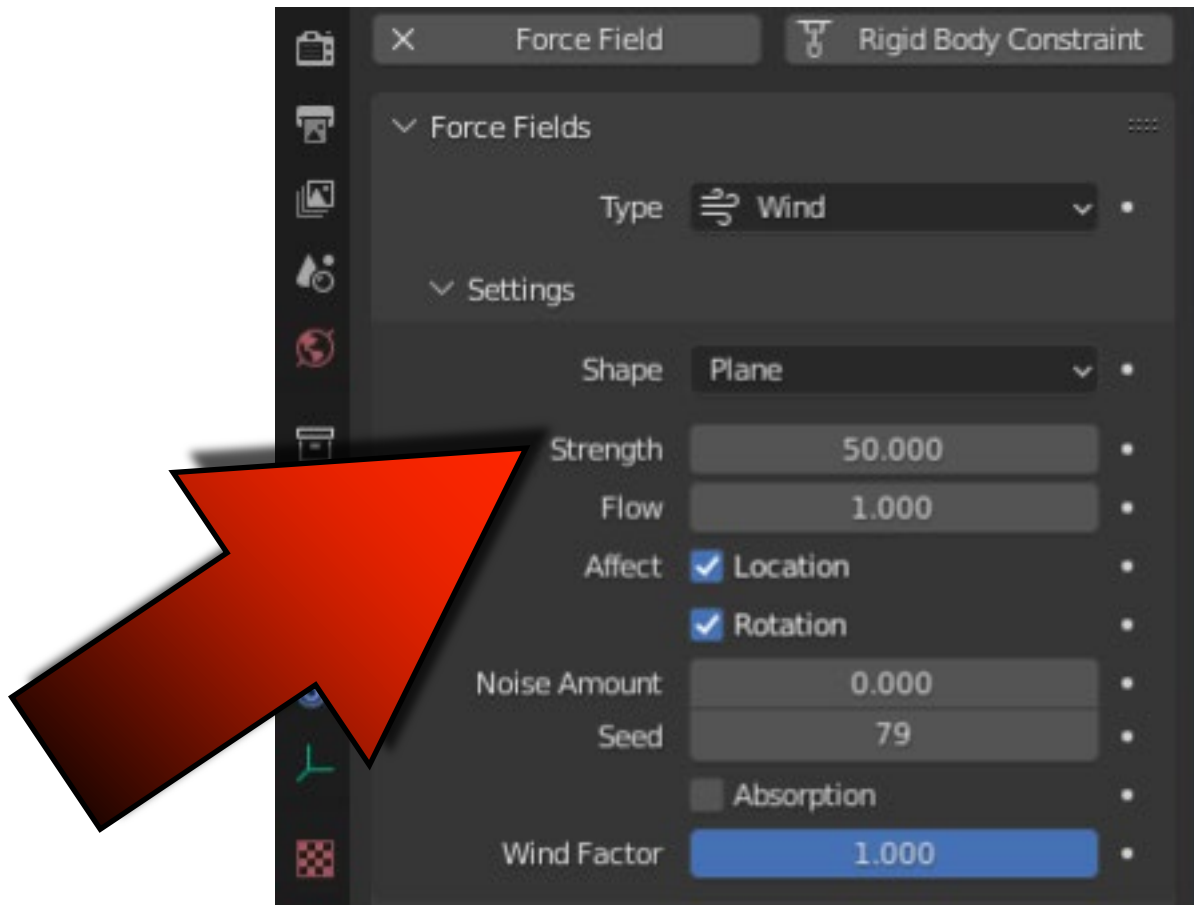 Force Field Rigid Body Constraint
Force Fields
Type Wind
Settings
Shape Plane
Strength 50.000
Flow 1.000
Affect Location
Rotation
Noise Amount 0.000
Seed 79
Absorption
Wind Factor 1.000